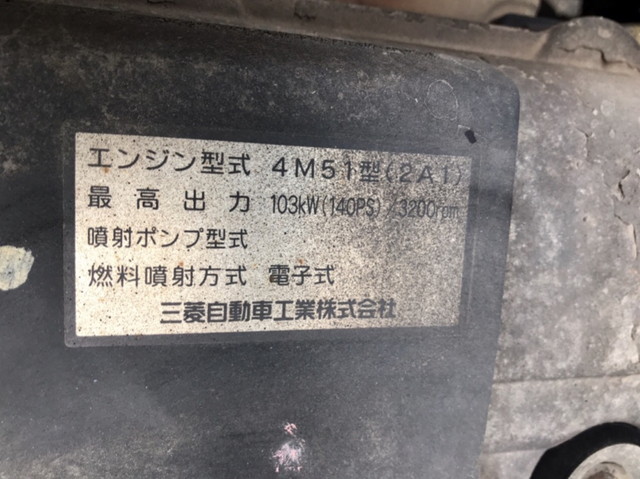 エンジン型式 4M51型(2A1)
最高出力 103kW(140PS)/3200rpm
噴射ポンプ型式
燃料噴射方式 電子式
三菱自動車工業株式会社